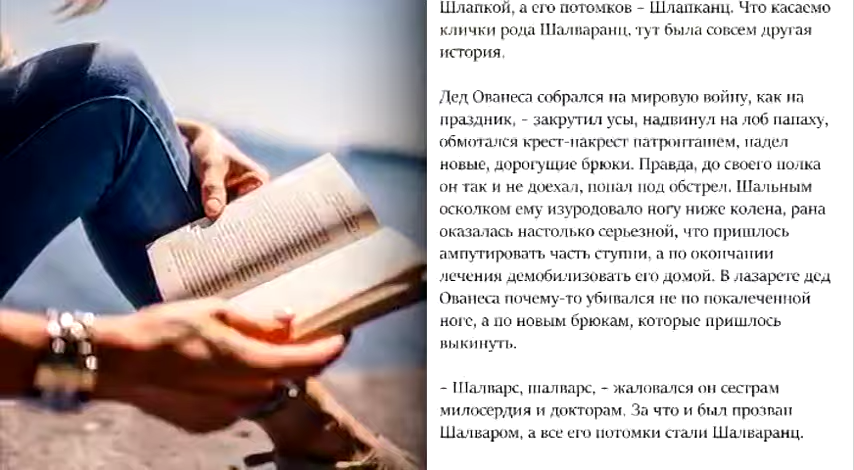 Шлапкой, а его потомков – Шлапканц. Что касаемо
клички рода Шалваранц, тут была совсем другая
история.
Дед Ованеса собрался на мировую войну, как на
праздник, – закрутил усы, надвинул на лоб папаху,
обмотался крест-накрест патронташем, надел
новые, дорогущие брюки. Правда, до своего полка
он так и не доехал, попал под обстрел. Шальным
осколком ему изуродовало ногу ниже колена, рана
оказалась настолько серьезной, что пришлось
ампутировать часть ступни, а по окончании
лечения демобилизовать его домой. В лазарете дед
Ованеса почему-то убивался не по покалеченной
ноге, а по новым брюкам, которые пришлось
выкинуть.
– Шалварс, шалварс, – жаловался он сестрам
милосердия и докторам. За что и был прозван
Шалваром, а все его потомки стали Шалваранц.